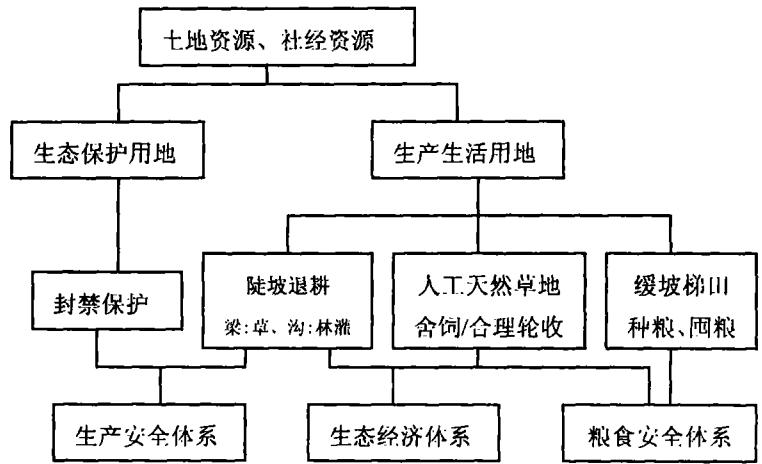 土地资源、社经资源
生态保护用地
生产生活用地
封禁保护
陡坡退耕
梁:草、沟:林灌
人工天然草地
舍饲/合理轮收
缓坡梯田
种粮、囤粮
生产安全体系
生态经济体系
粮食安全体系